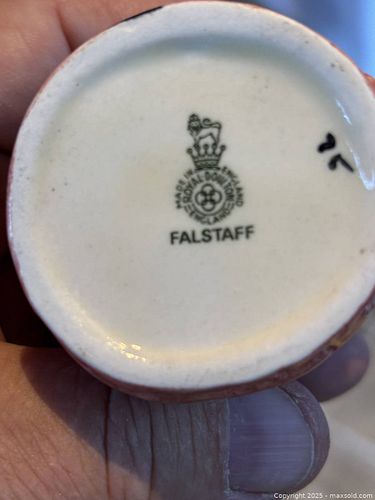 MADE IN ENGLAND
ROYAL DOULTON
ENGLAND
FALSTAFF
Copyright 2025 - maxsold.com